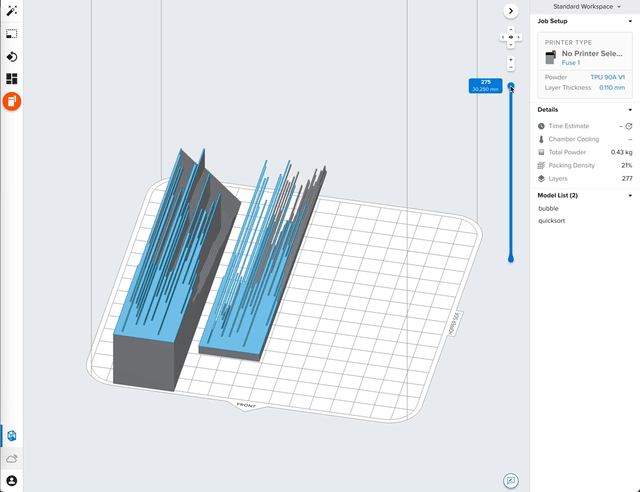 Standard Workspace
Job Setup
PRINTER TYPE
No Printer Sele...
Fuse 1
Powder TPU 90A V1
Layer Thickness 0.110 mm
Details
Time Estimate –
Chamber Cooling –
Total Powder 0.43 kg
Packing Density 21%
Layers 277
Model List (2)
bubble
quicksort
275
30.250 mm
HOPPER SIDE
FRONT